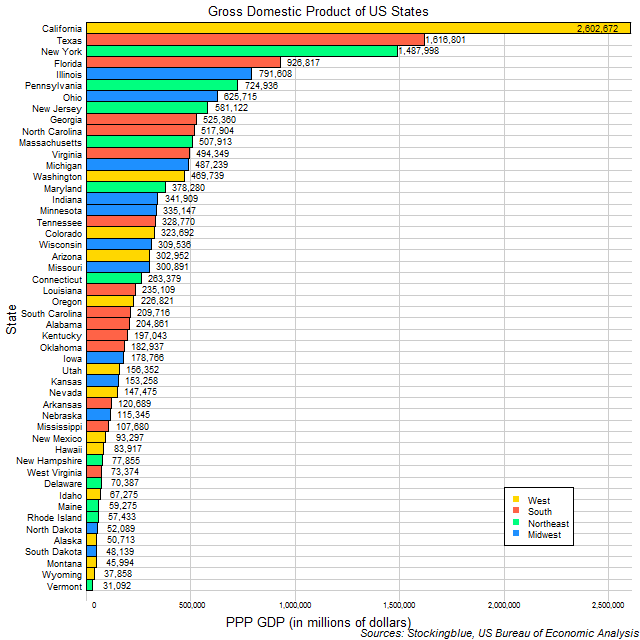 Gross Domestic Product of US States
California 2,602,672
Texas 1,616,801
New York 1,487,998
Florida 926,817
Illinois 791,608
Pennsylvania 724,936
Ohio 625,715
New Jersey 581,122
Georgia 525,360
North Carolina 517,904
Massachusetts 507,913
Virginia 494,349
Michigan 487,239
Washington 469,739
Maryland 378,280
Indiana 341,909
Minnesota 335,147
Tennessee 328,770
Colorado 323,692
Wisconsin 309,536
Arizona 302,952
Missouri 300,891
Connecticut 263,379
Louisiana 235,109
Oregon 226,821
South Carolina 209,716
Alabama 204,861
Kentucky 197,043
Oklahoma 182,937
Iowa 178,766
Utah 156,352
Kansas 153,258
Nevada 147,475
Arkansas 120,689
Nebraska 115,345
Mississippi 107,680
New Mexico 93,297
Hawaii 83,917
New Hampshire 77,855
West Virginia 73,374
Delaware 70,387
Idaho 67,275
Maine 59,275
Rhode Island 57,433
North Dakota 52,089
Alaska 50,713
South Dakota 48,139
Montana 45,994
Wyoming 37,858
Vermont 31,092
State
West
South
Northeast
Midwest
0 500,000 1,000,000 1,500,000 2,000,000 2,500,000
PPP GDP (in millions of dollars)
Sources: Stockingblue, US Bureau of Economic Analysis